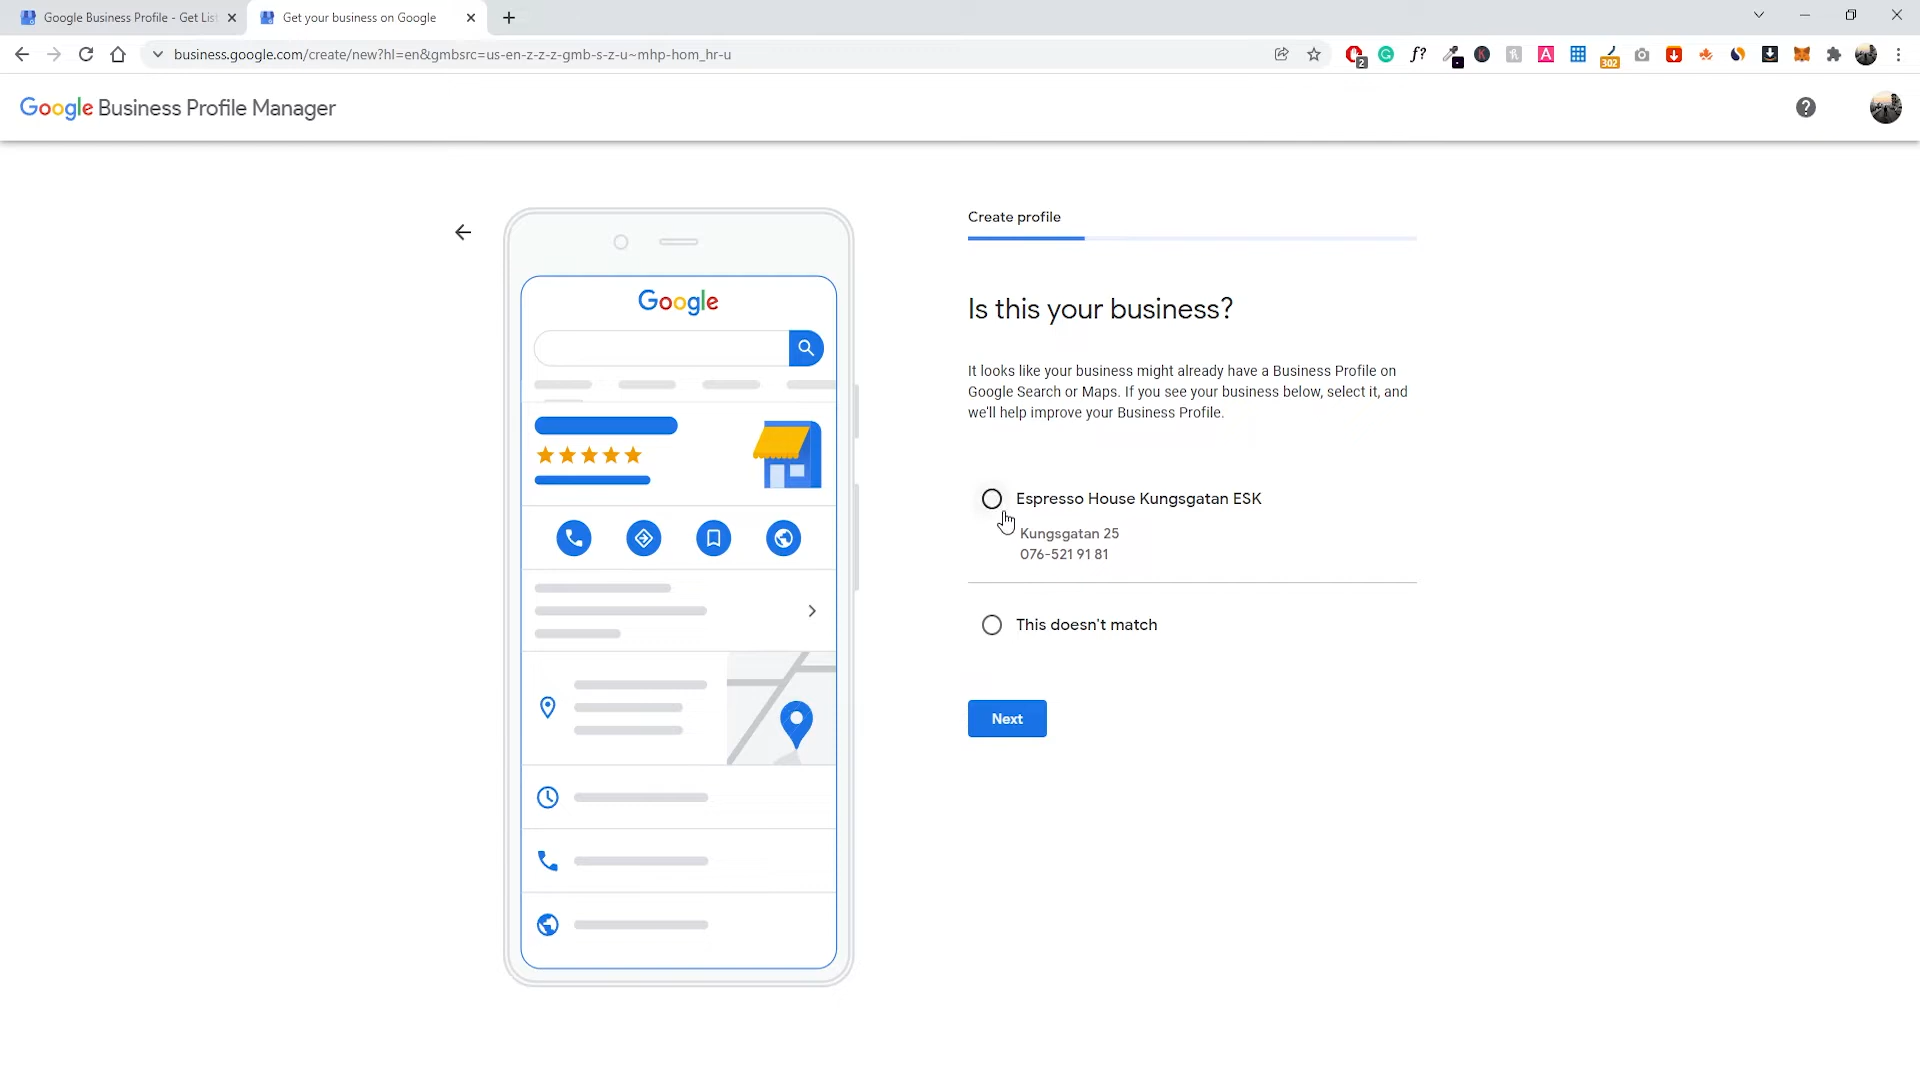 Google Business Profile - Get List
Get your business on Google
business.google.com/create/new?hl=en&gmbsrc=us-en-z-z-z-gmb-s-z-u~mhp-hom_hr-u
2
f?
K
A
302
Google Business Profile Manager
?
Create profile
Google
Is this your business?
It looks like your business might already have a Business Profile on
Google Search or Maps. If you see your business below, select it, and
we'll help improve your Business Profile.
Espresso House Kungsgatan ESK
Kungsgatan 25
076-521 91 81
This doesn't match
Next